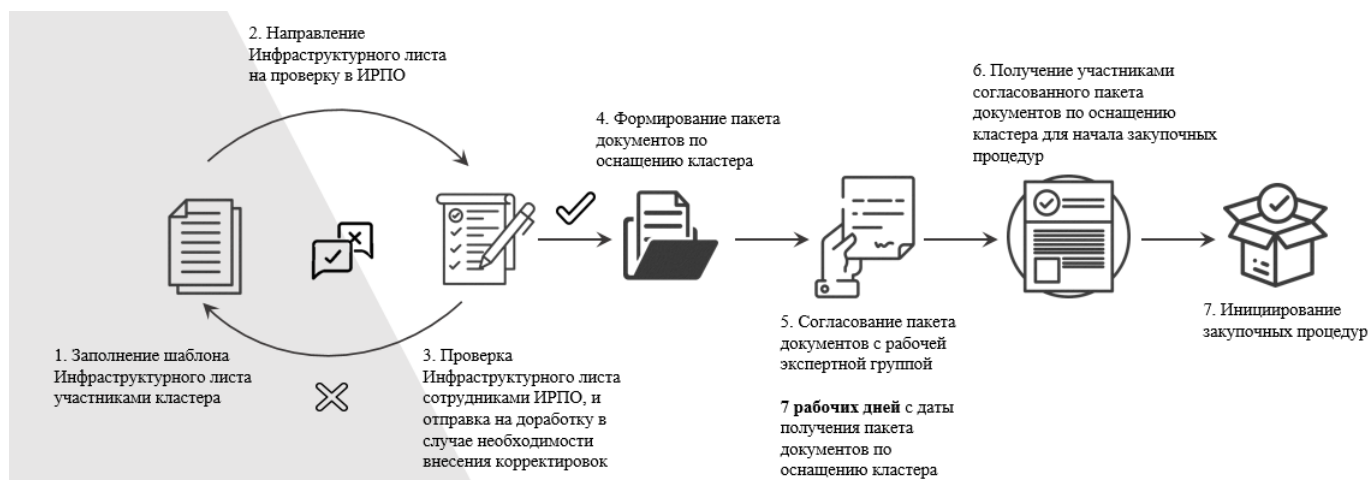 2. Направление
Инфраструктурного листа
на проверку в ИРПО
6. Получение участниками
согласованного пакета
документов по оснащению
кластера для начала закупочных
процедур
4. Формирование пакета
документов по
оснащению кластера
1. Заполнение шаблона
Инфраструктурного листа
участниками кластера
3. Проверка
Инфраструктурного листа
сотрудниками ИРПО, и
отправка на доработку в
случае необходимости
внесения корректировок
5. Согласование пакета
документов с рабочей
экспертной группой
7 рабочих дней с даты
получения пакета
документов по
оснащению кластера
7. Инициирование
закупочных процедур